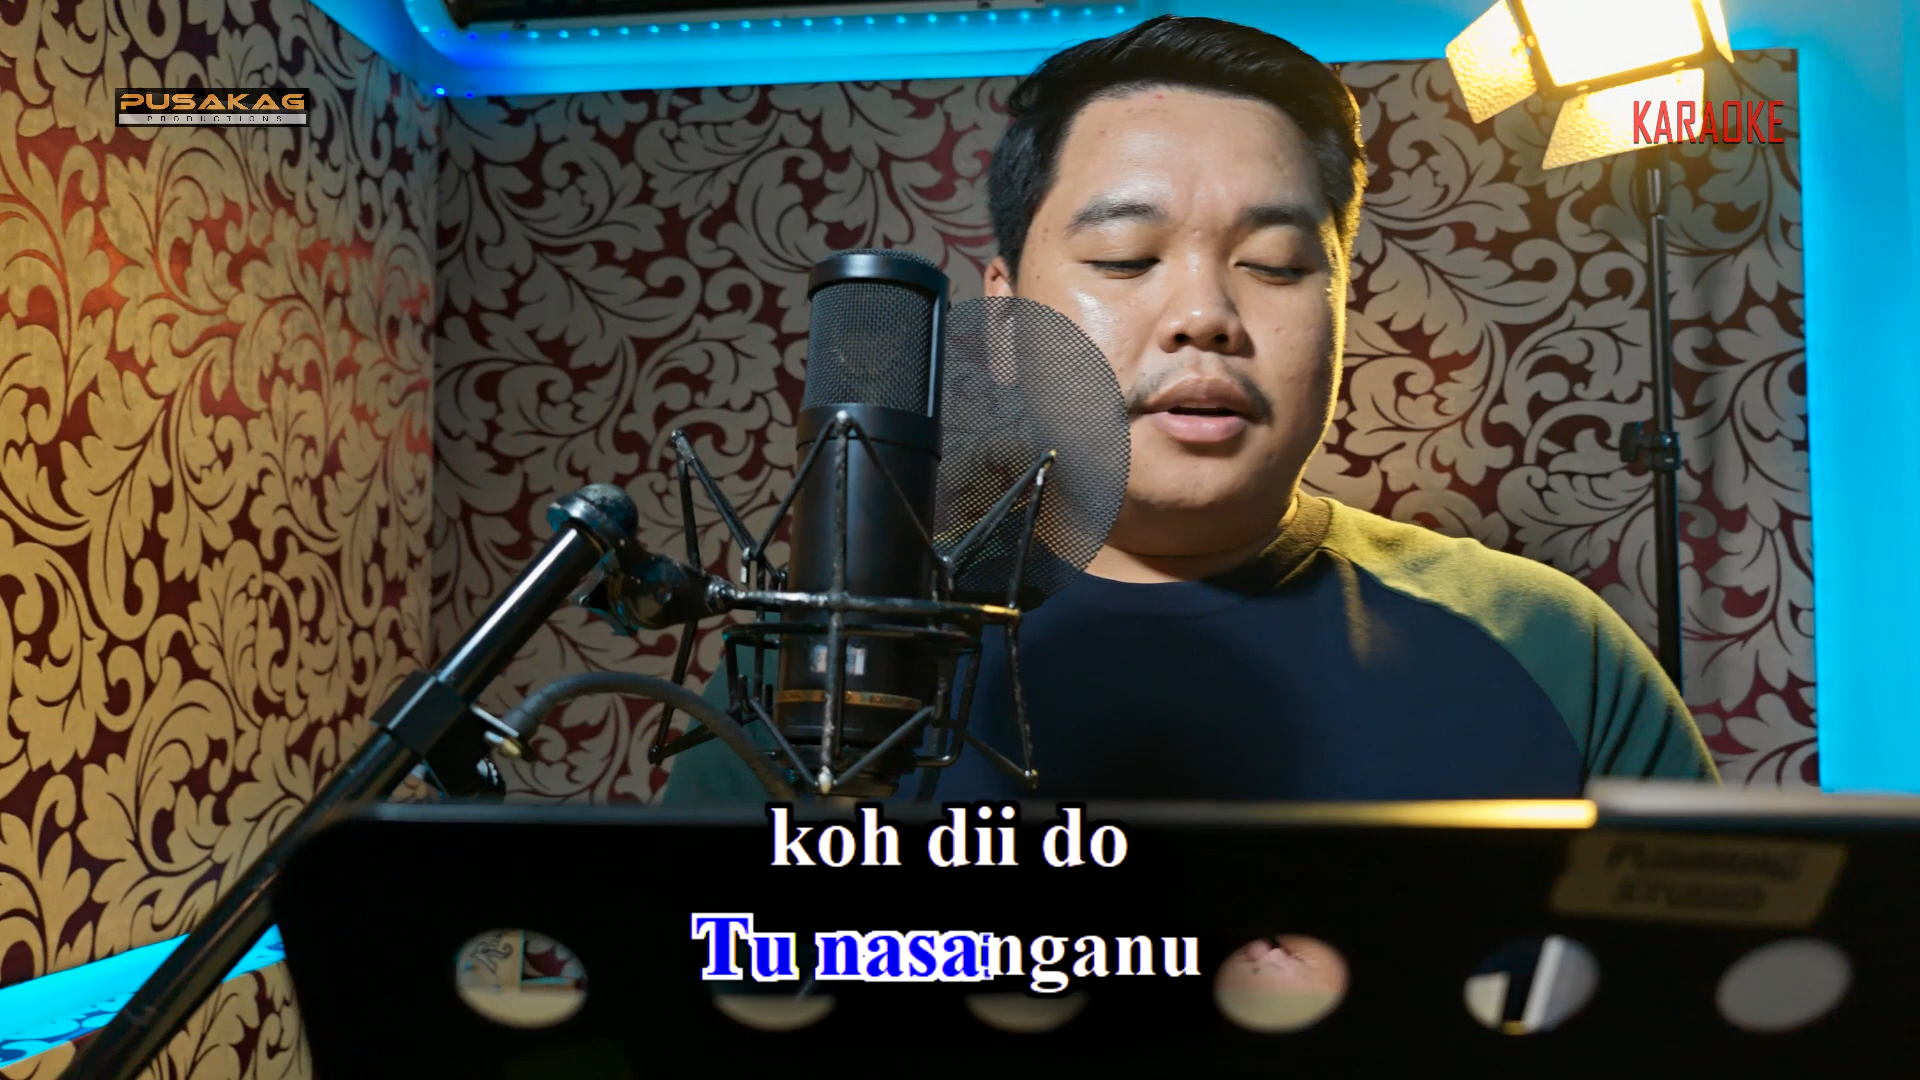 PUSAKAG
PRODUCTIONS
KARAOKE
koh dii do
Tu nasanganu